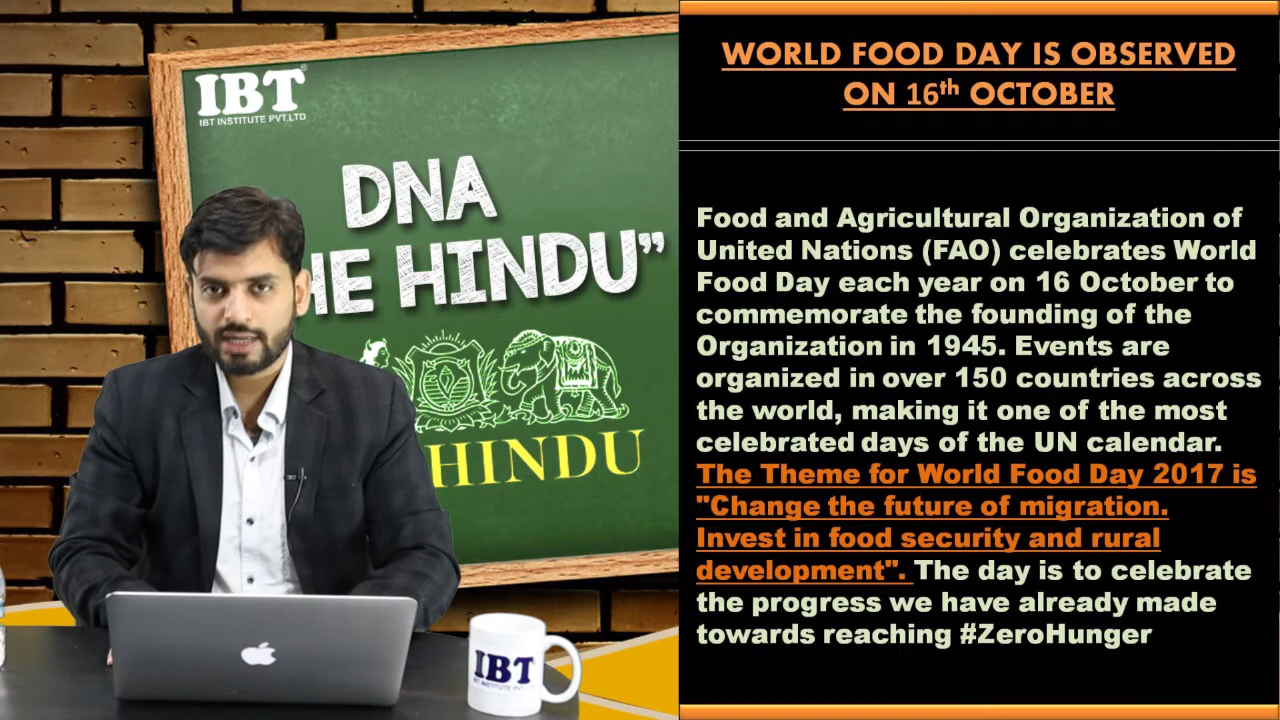 IBT®
IBT INSTITUTE PVT.LTD
DNA
HE HINDU”
HINDU
IBT
IBT INSTITUTE PVT.LTD
WORLD FOOD DAY IS OBSERVED
ON 16th OCTOBER
Food and Agricultural Organization of
United Nations (FAO) celebrates World
Food Day each year on 16 October to
commemorate the founding of the
Organization in 1945. Events are
organized in over 150 countries across
the world, making it one of the most
celebrated days of the UN calendar.
The Theme for World Food Day 2017 is
"Change the future of migration.
Invest in food security and rural
development". The day is to celebrate
the progress we have already made
towards reaching #ZeroHunger